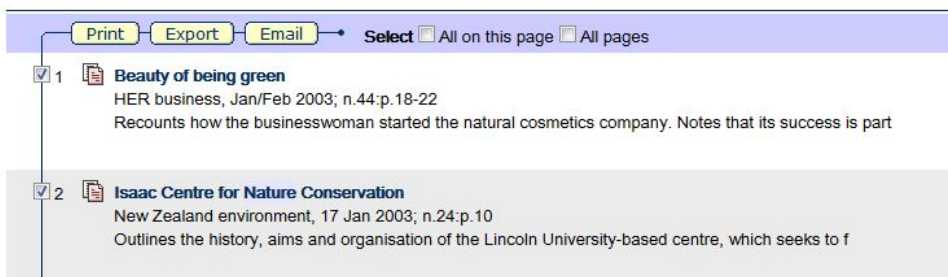 Print Export Email Select All on this page All pages
1 Beauty of being green
HER business, Jan/Feb 2003; n.44:p.18-22
Recounts how the businesswoman started the natural cosmetics company. Notes that its success is part
2 Isaac Centre for Nature Conservation
New Zealand environment, 17 Jan 2003; n.24:p.10
Outlines the history, aims and organisation of the Lincoln University-based centre, which seeks to f